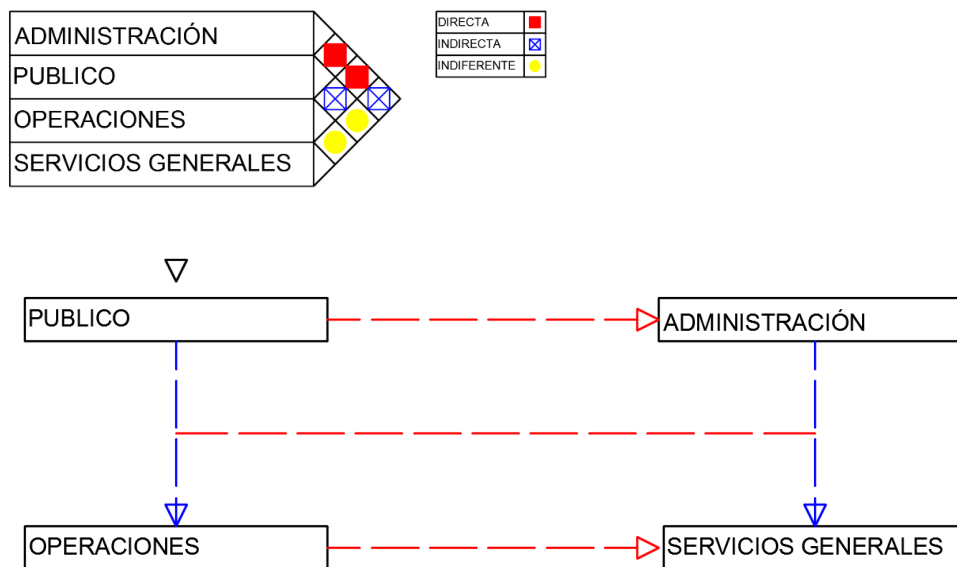 ADMINISTRACIÓN
PUBLICO
OPERACIONES
SERVICIOS GENERALES
DIRECTA
INDIRECTA
INDIFERENTE
PUBLICO
ADMINISTRACIÓN
OPERACIONES
SERVICIOS GENERALES